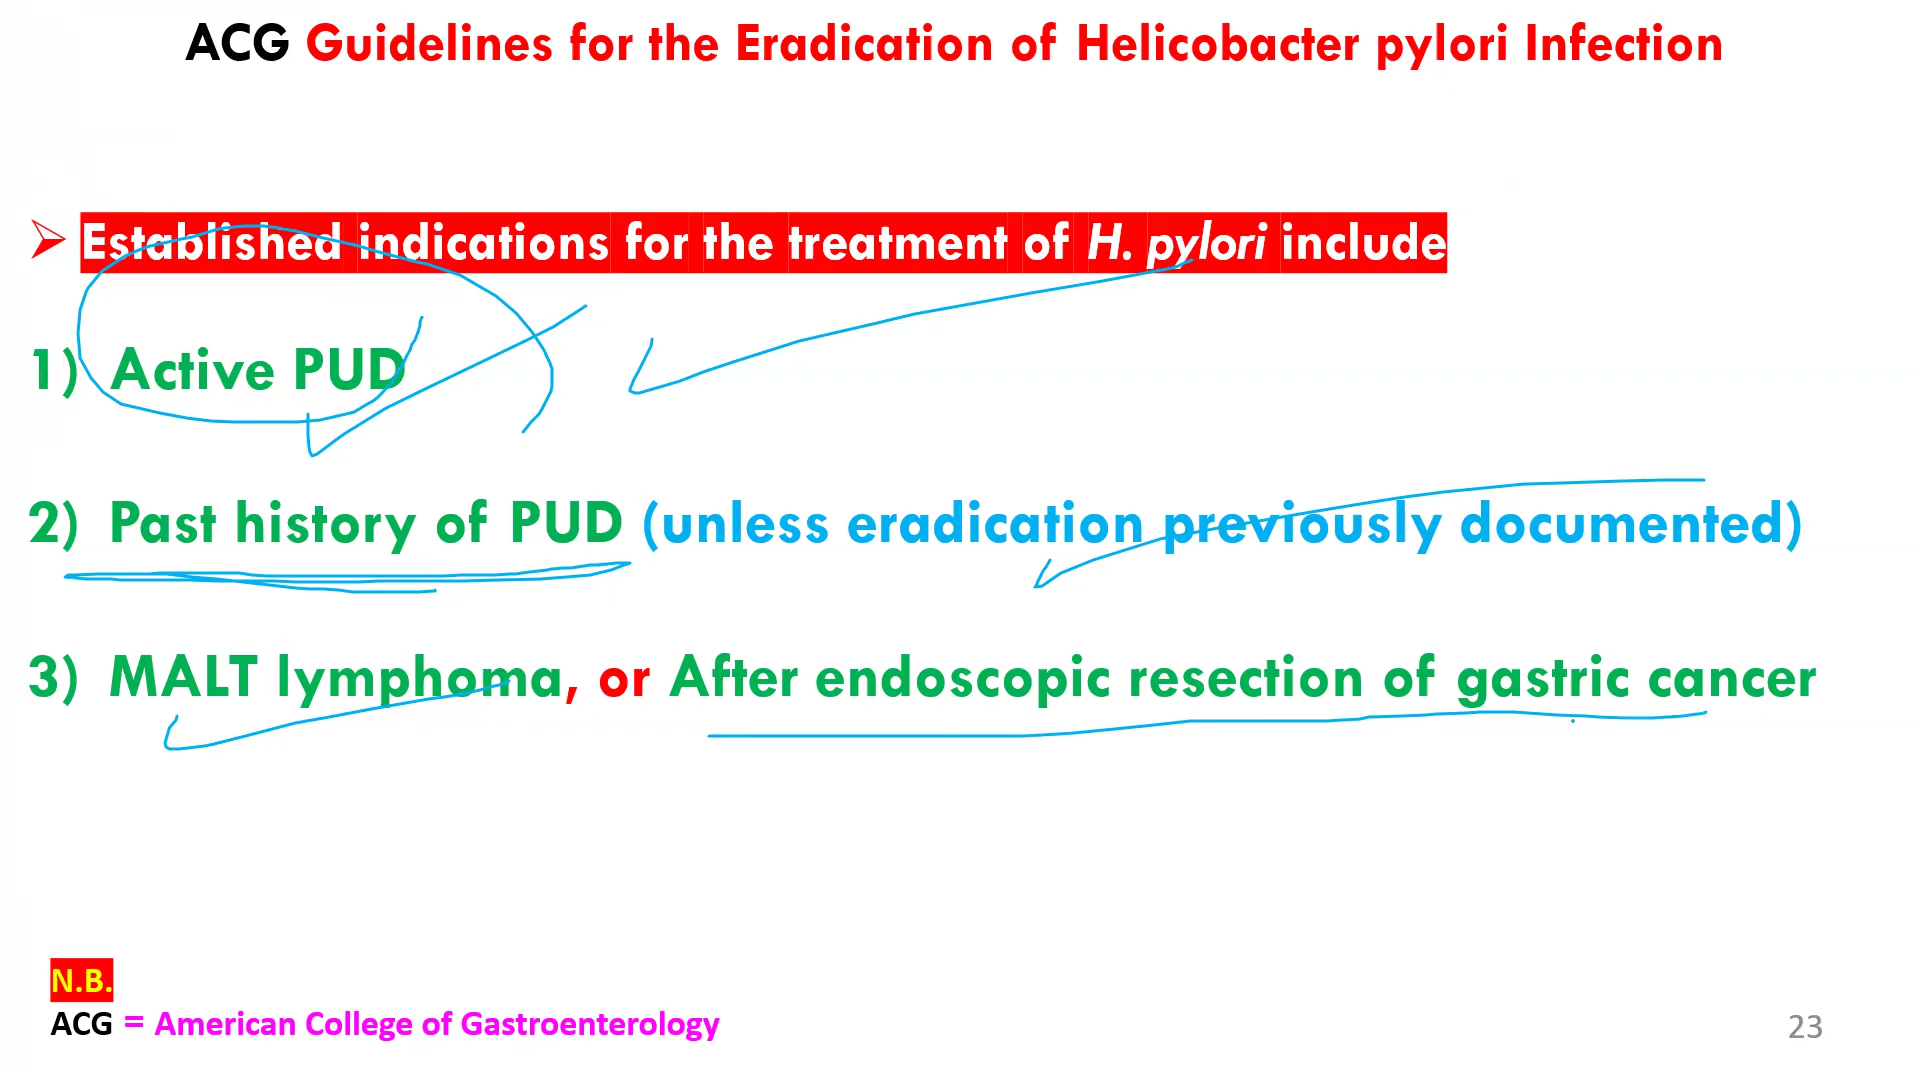 ACG Guidelines for the Eradication of Helicobacter pylori Infection
Established indications for the treatment of H. pylori include
1) Active PUD
2) Past history of PUD (unless eradication previously documented)
3) MALT lymphoma, or After endoscopic resection of gastric cancer
N.B.
ACG = American College of Gastroenterology
23